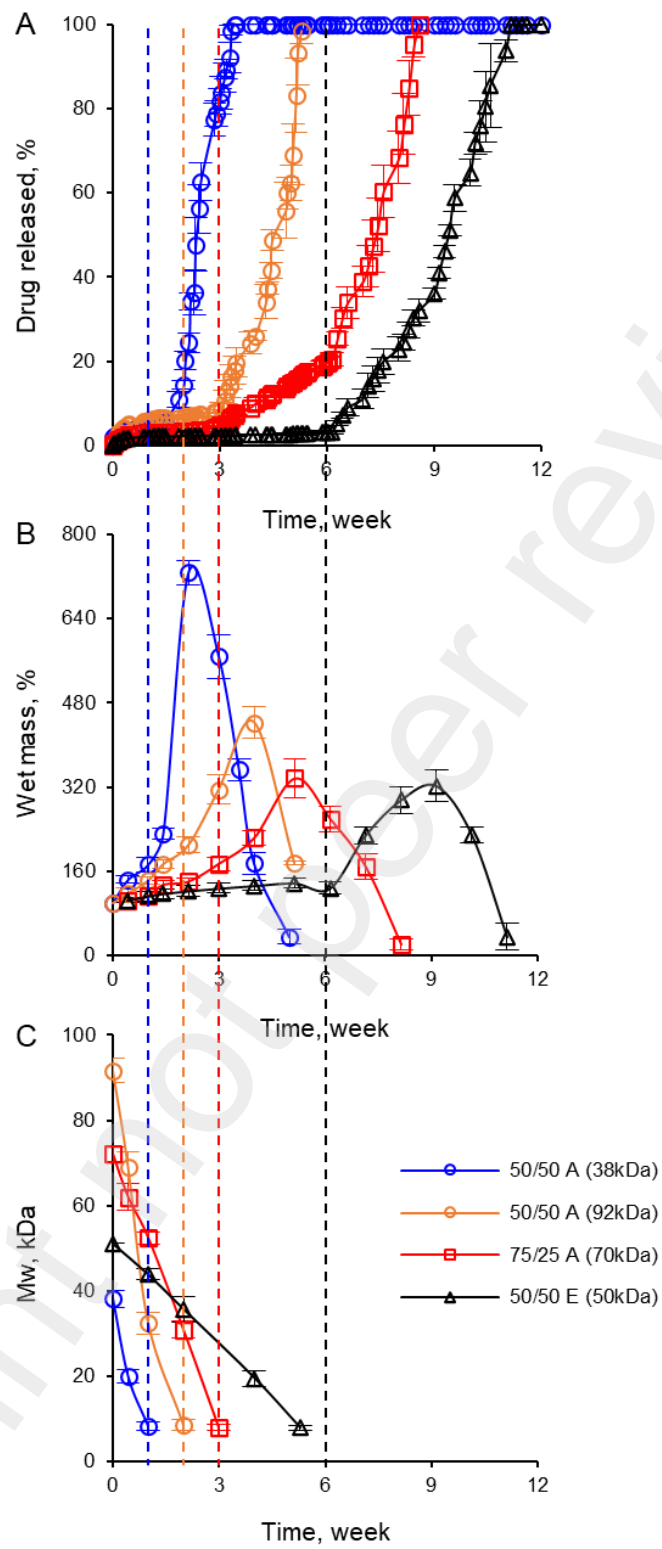 A
100
80
60
40
20
0
Drug released, %
0 3 6 9 12
Time, week
B
800
640
480
320
160
0
Wet mass, %
0 3 6 9 12
Time, week
C
100
80
60
40
20
0
Mw, kDa
50/50 A (38kDa)
50/50 A (92kDa)
75/25 A (70kDa)
50/50 E (50kDa)
0 3 6 9 12
Time, week
not peer revi